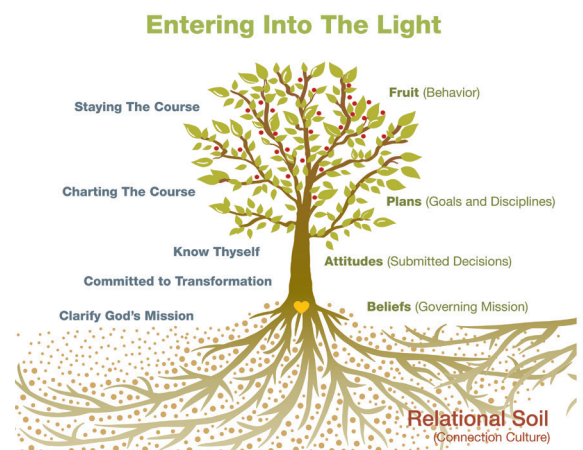 Entering Into The Light
Fruit (Behavior)
Staying The Course
Charting The Course
Plans (Goals and Disciplines)
Know Thyself
Attitudes (Submitted Decisions)
Committed to Transformation
Beliefs (Governing Mission)
Clarify God's Mission
Relational Soil
(Connection Culture)